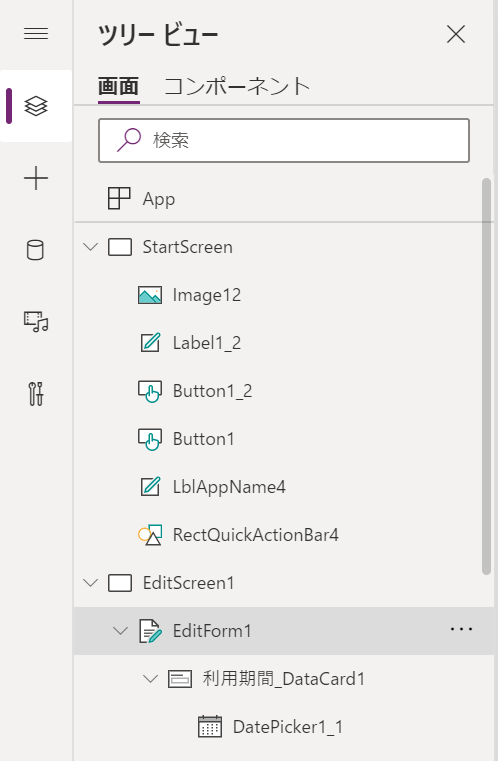 ツリー ビュー
画面 コンポーネント
検索
App
StartScreen
Image12
Label1_2
Button1_2
Button1
LblAppName4
RectQuickActionBar4
EditScreen1
EditForm1
利用期間_DataCard1
DatePicker1_1